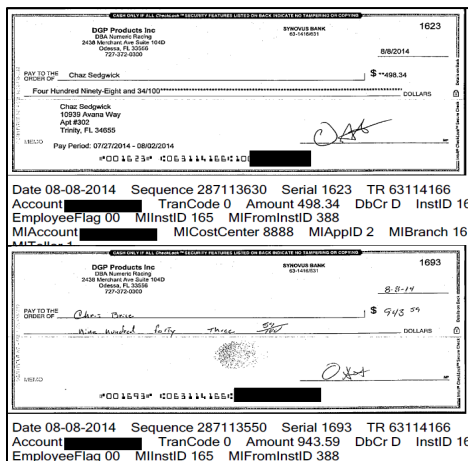 CASH ONLY IF ALL CheckLock™ SECURITY FEATURES LISTED ON BACK INDICATE NO TAMPERING OR COPYING
1623
DGP Products Inc
DBA Numeric Racing
2438 Merchant Ave Suite 104D
Odessa, FL 33556
727-372-0300
SYNOVUS BANK
63-1416/631
8/8/2014
PAY TO THE
ORDER OF
Chaz Sedgwick
$ **498.34
Four Hundred Ninety-Eight and 34/100
DOLLARS
Chaz Sedgwick
10939 Avana Way
Apt #302
Trinity, FL 34655
MEMO
Pay Period: 07/27/2014 - 08/02/2014
⑈001623⑈ ⑆063114166⑆10
Date 08-08-2014 Sequence 287113630 Serial 1623 TR 63114166
Account TranCode 0 Amount 498.34 DbCr D InstID 16
EmployeeFlag 00 MIInstID 165 MIFromInstID 388
MIAccount MICostCenter 8888 MIAppID 2 MIBranch 16
MITeller 1
CASH ONLY IF ALL CheckLock™ SECURITY FEATURES LISTED ON BACK INDICATE NO TAMPERING OR COPYING
1693
DGP Products Inc
DBA Numeric Racing
2438 Merchant Ave Suite 104D
Odessa, FL 33556
727-372-0300
SYNOVUS BANK
63-1416/631
8-8-14
PAY TO THE
ORDER OF
Chris Brice
$ 943 59
Nine hundred forty Three 59/100
DOLLARS
MEMO
⑈001693⑈ ⑆063114166⑆
Date 08-08-2014 Sequence 287113550 Serial 1693 TR 63114166
Account TranCode 0 Amount 943.59 DbCr D InstID 16
EmployeeFlag 00 MIInstID 165 MIFromInstID 388